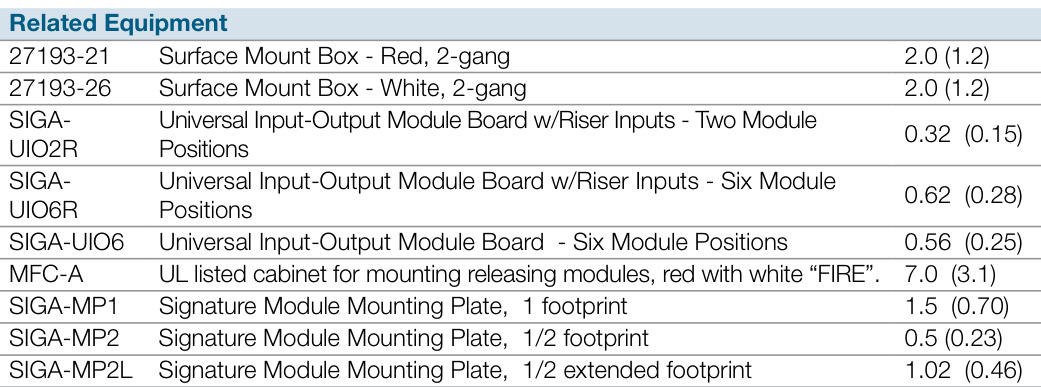 Related Equipment
27193-21 Surface Mount Box - Red, 2-gang 2.0 (1.2)
27193-26 Surface Mount Box - White, 2-gang 2.0 (1.2)
SIGA- Universal Input-Output Module Board w/Riser Inputs - Two Module 0.32 (0.15)
UIO2R Positions
SIGA- Universal Input-Output Module Board w/Riser Inputs - Six Module 0.62 (0.28)
UIO6R Positions
SIGA-UIO6 Universal Input-Output Module Board - Six Module Positions 0.56 (0.25)
MFC-A UL listed cabinet for mounting releasing modules, red with white “FIRE”. 7.0 (3.1)
SIGA-MP1 Signature Module Mounting Plate, 1 footprint 1.5 (0.70)
SIGA-MP2 Signature Module Mounting Plate, 1/2 footprint 0.5 (0.23)
SIGA-MP2L Signature Module Mounting Plate, 1/2 extended footprint 1.02 (0.46)